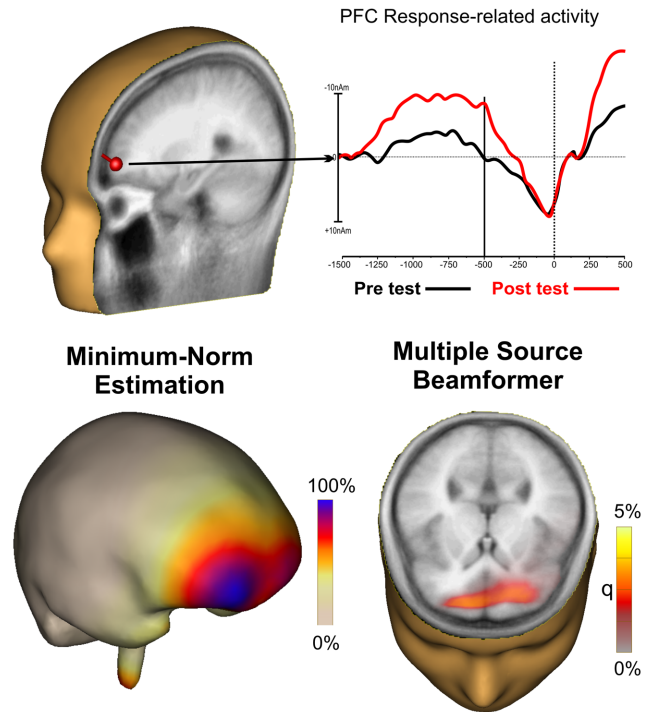 PFC Response-related activity
-10nAm
0
+10nAm
-1500 -1250 -1000 -750 -500 -250 0 250 500
Pre test
Post test
Minimum-Norm
Estimation
100%
0%
Multiple Source
Beamformer
5%
q
0%